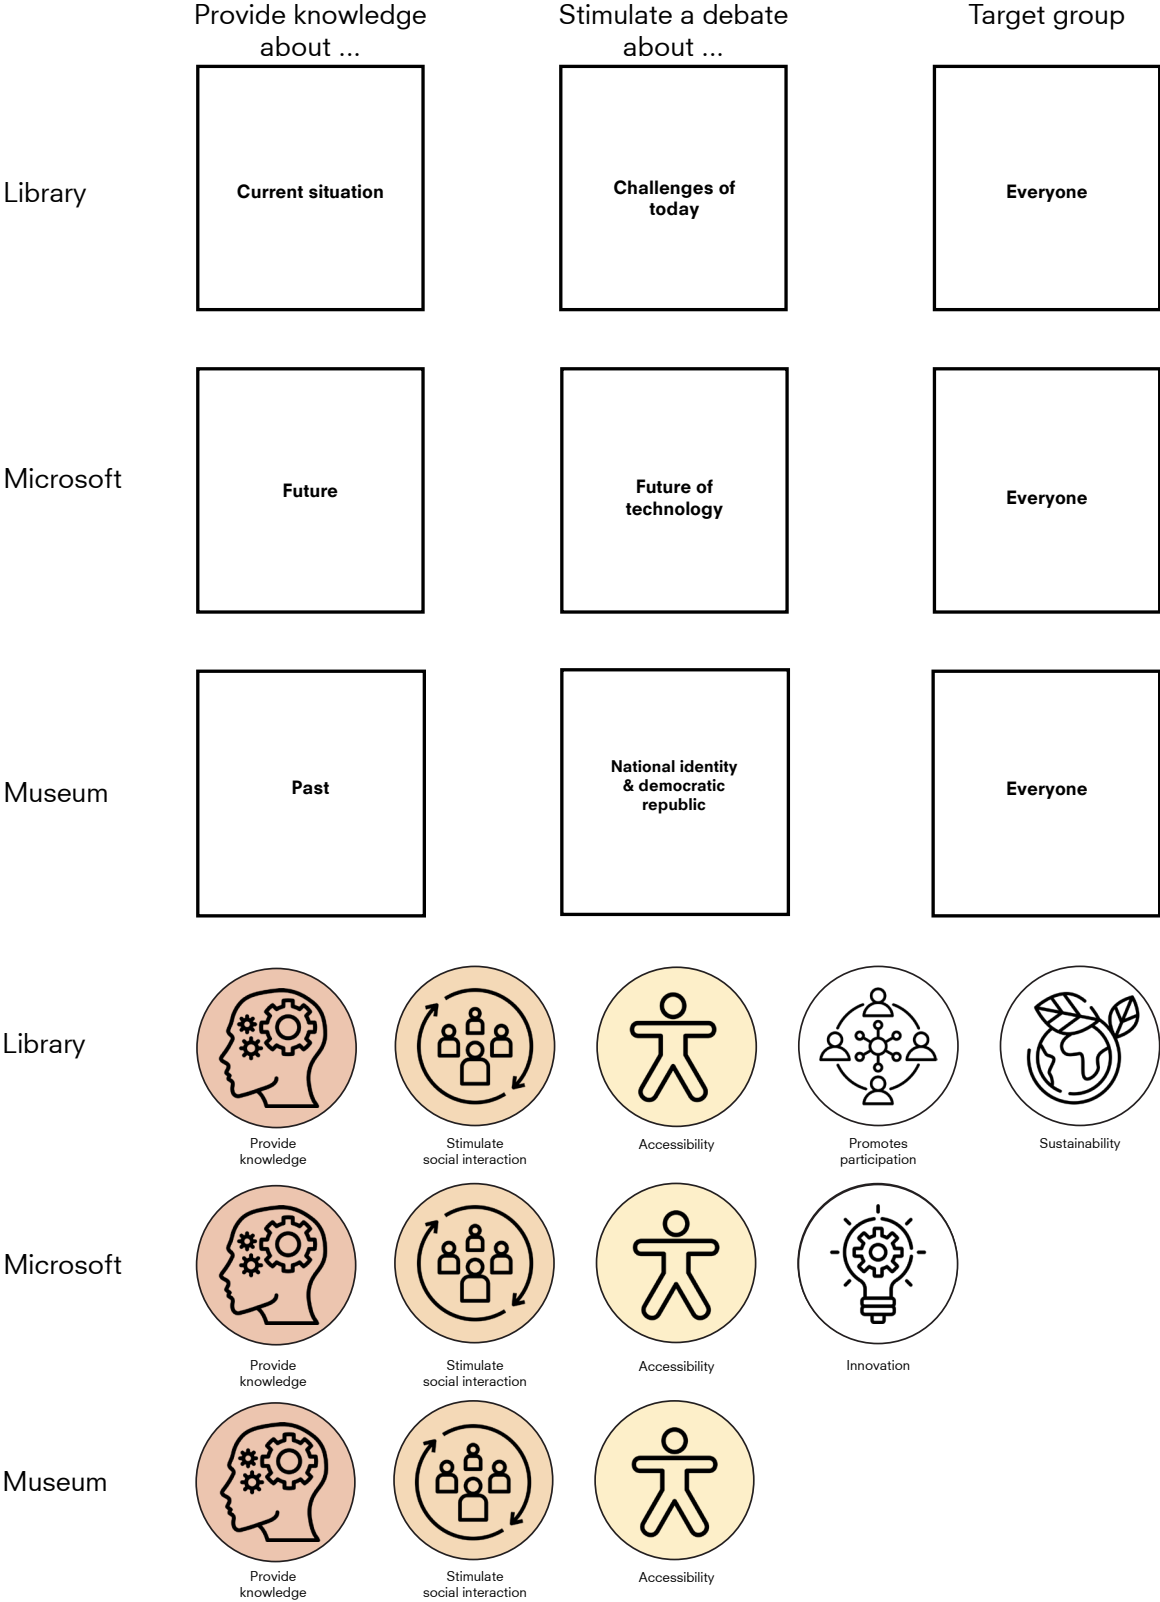 Provide knowledge
about ...
Stimulate a debate
about ...
Target group
Library
Current situation
Challenges of
today
Everyone
Microsoft
Future
Future of
technology
Everyone
Museum
Past
National identity
& democratic
republic
Everyone
Library
Provide
knowledge
Stimulate
social interaction
Accessibility
Promotes
participation
Sustainability
Microsoft
Provide
knowledge
Stimulate
social interaction
Accessibility
Innovation
Museum
Provide
knowledge
Stimulate
social interaction
Accessibility